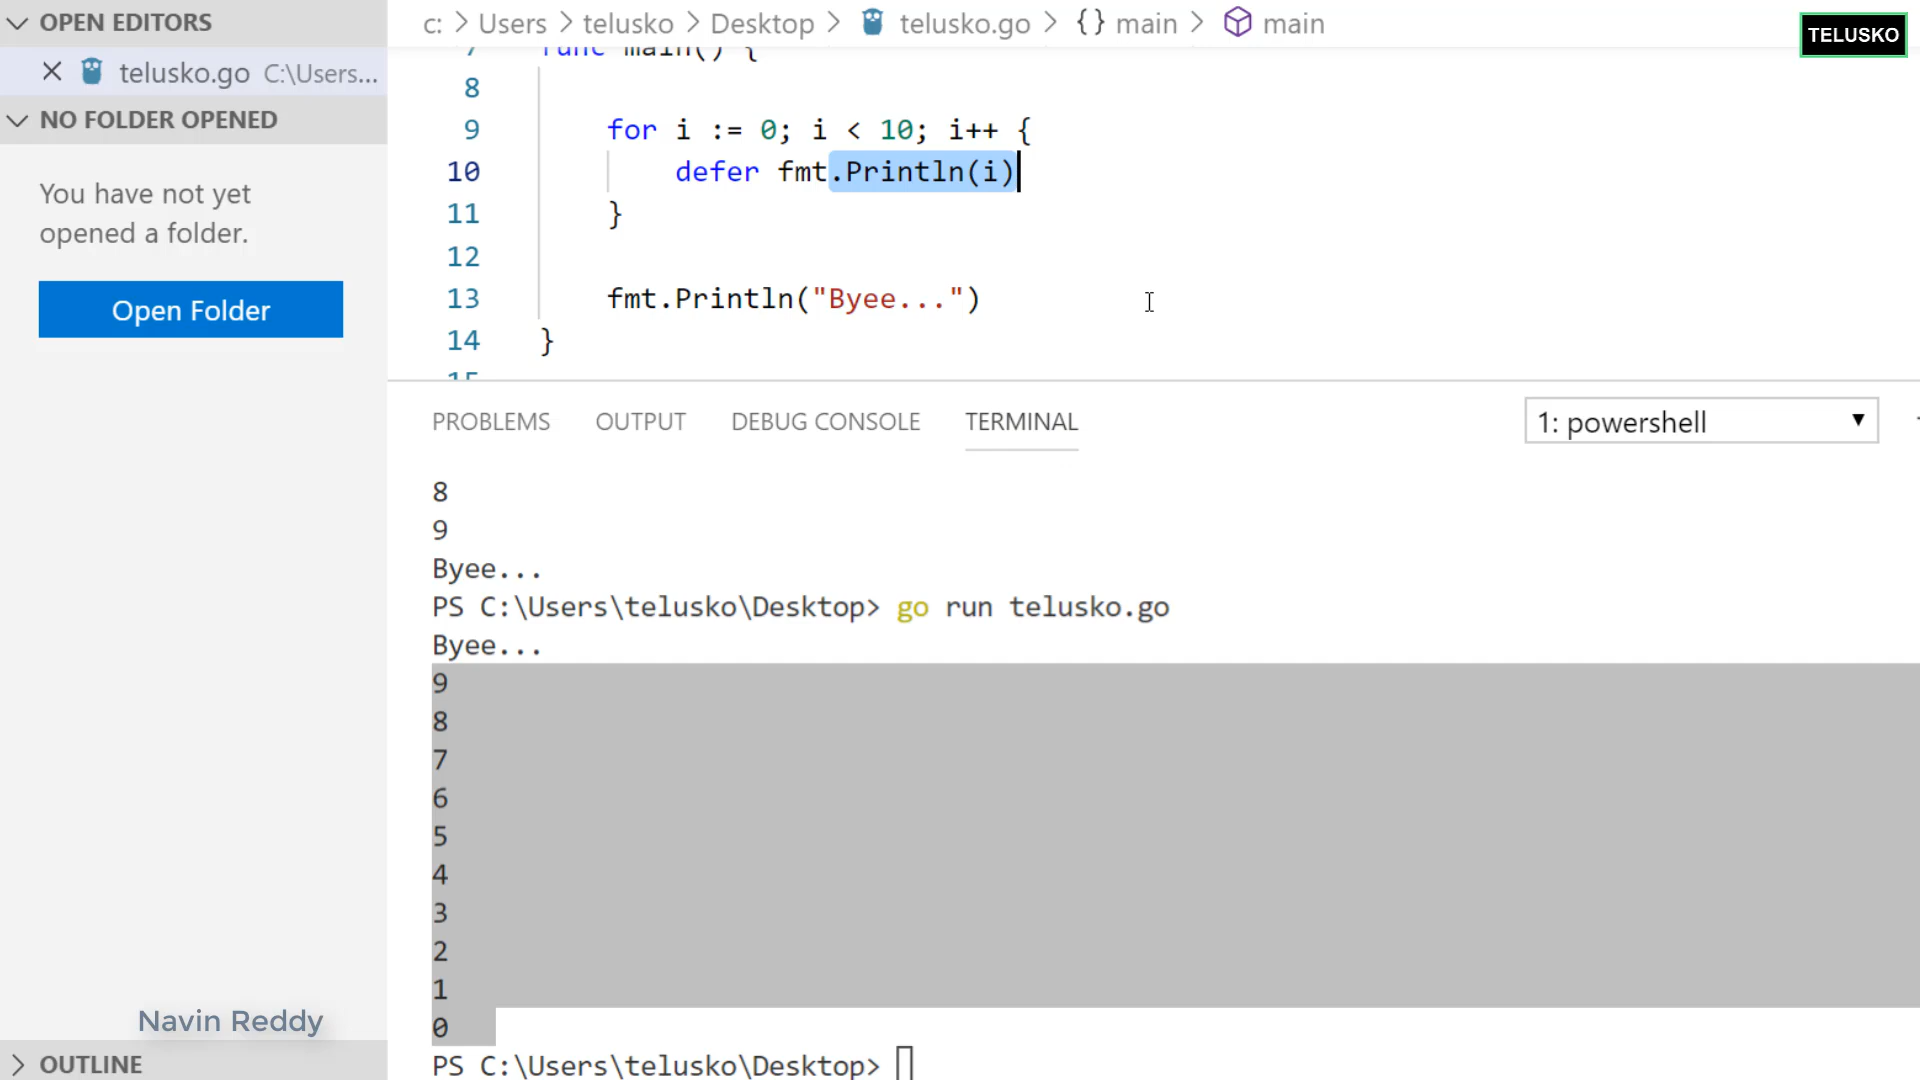 OPEN EDITORS
telusko.go C:\Users...
NO FOLDER OPENED
You have not yet
opened a folder.
Open Folder
Navin Reddy
OUTLINE
c: > Users > telusko > Desktop > telusko.go > {} main > main
TELUSKO
7 func main() {
8
9 for i := 0; i < 10; i++ {
10 defer fmt.Println(i)
11 }
12
13 fmt.Println("Byee...")
14 }
15
PROBLEMS OUTPUT DEBUG CONSOLE TERMINAL 1: powershell
8
9
Byee...
PS C:\Users\telusko\Desktop> go run telusko.go
Byee...
9
8
7
6
5
4
3
2
1
0
PS C:\Users\telusko\Desktop>